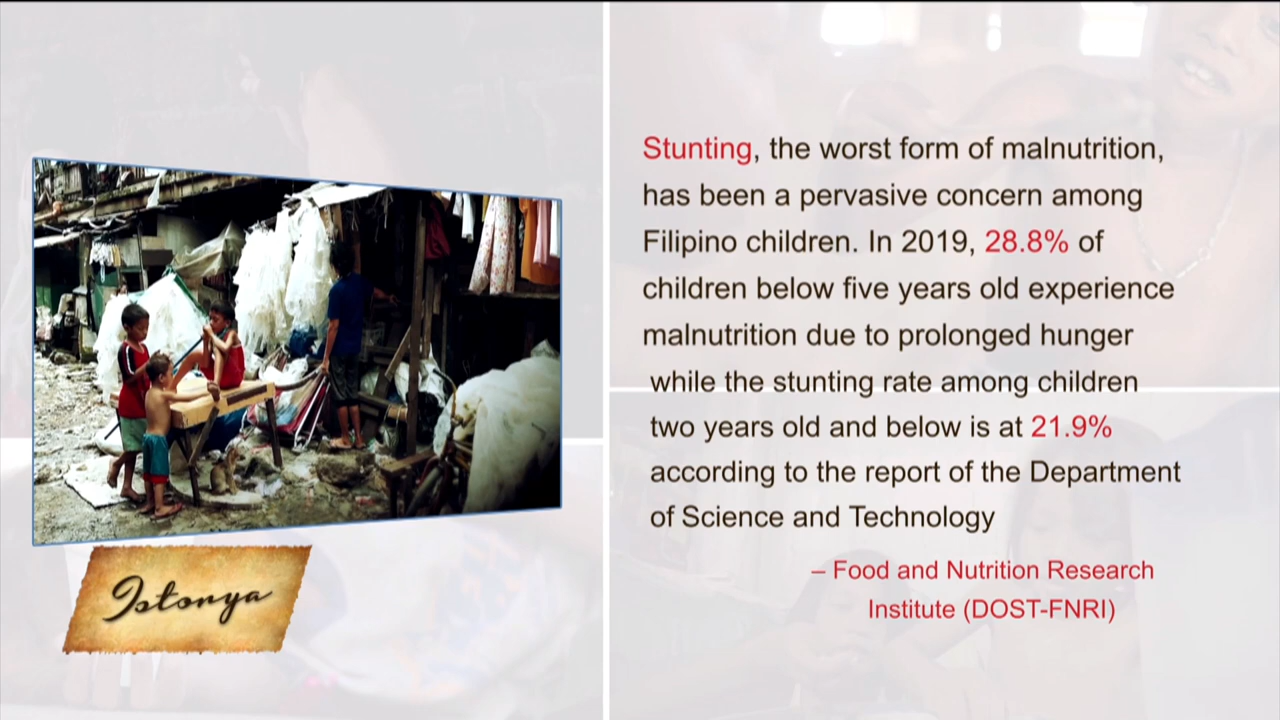 Stunting, the worst form of malnutrition,
has been a pervasive concern among
Filipino children. In 2019, 28.8% of
children below five years old experience
malnutrition due to prolonged hunger
while the stunting rate among children
two years old and below is at 21.9%
according to the report of the Department
of Science and Technology
– Food and Nutrition Research
Institute (DOST-FNRI)
Istorya